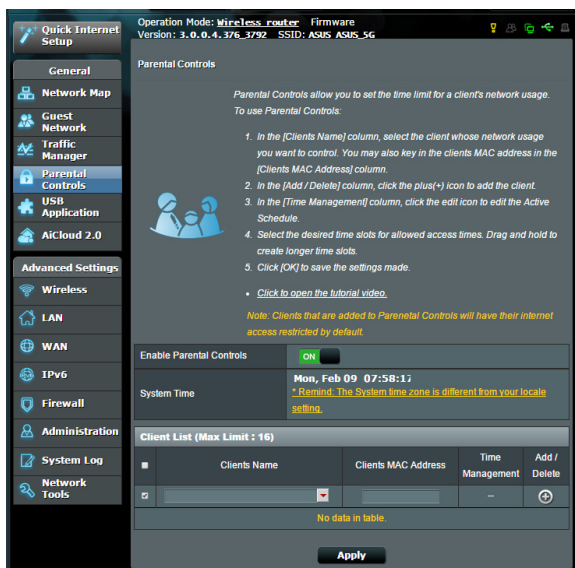 Quick Internet
Setup
Operation Mode: Wireless router Firmware
Version: 3.0.0.4.376_3792 SSID: ASUS ASUS_5G
General
Network Map
Guest
Network
Traffic
Manager
Parental
Controls
USB
Application
AiCloud 2.0
Advanced Settings
Wireless
LAN
WAN
IPv6
Firewall
Administration
System Log
Network
Tools
Parental Controls
Parental Controls allow you to set the time limit for a client's network usage.
To use Parental Controls:
1. In the [Clients Name] column, select the client whose network usage
you want to control. You may also key in the clients MAC address in the
[Clients MAC Address] column.
2. In the [Add / Delete] column, click the plus(+) icon to add the client.
3. In the [Time Management] column, click the edit icon to edit the Active
Schedule.
4. Select the desired time slots for allowed access times. Drag and hold to
create longer time slots.
5. Click [OK] to save the settings made.
• Click to open the tutorial video.
Note: Clients that are added to Parenetal Controls will have their internet
access restricted by default.
Enable Parental Controls ON
System Time Mon, Feb 09 07:58:17
* Remind: The System time zone is different from your locale
setting.
Client List (Max Limit : 16)
Clients Name Clients MAC Address Time
Management Add /
Delete
--
No data in table.
Apply